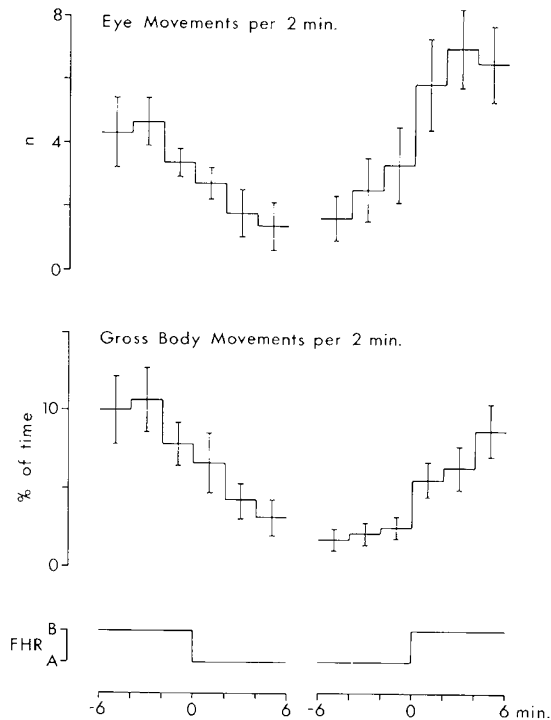 Eye Movements per 2 min.
8
4
0
n
Gross Body Movements per 2 min.
10
0
% of time
FHR
B
A
-6 0 6 -6 0 6 min.